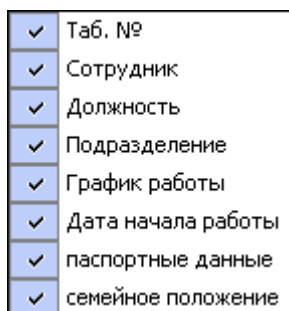 Таб. №
Сотрудник
Должность
Подразделение
График работы
Дата начала работы
паспортные данные
семейное положение